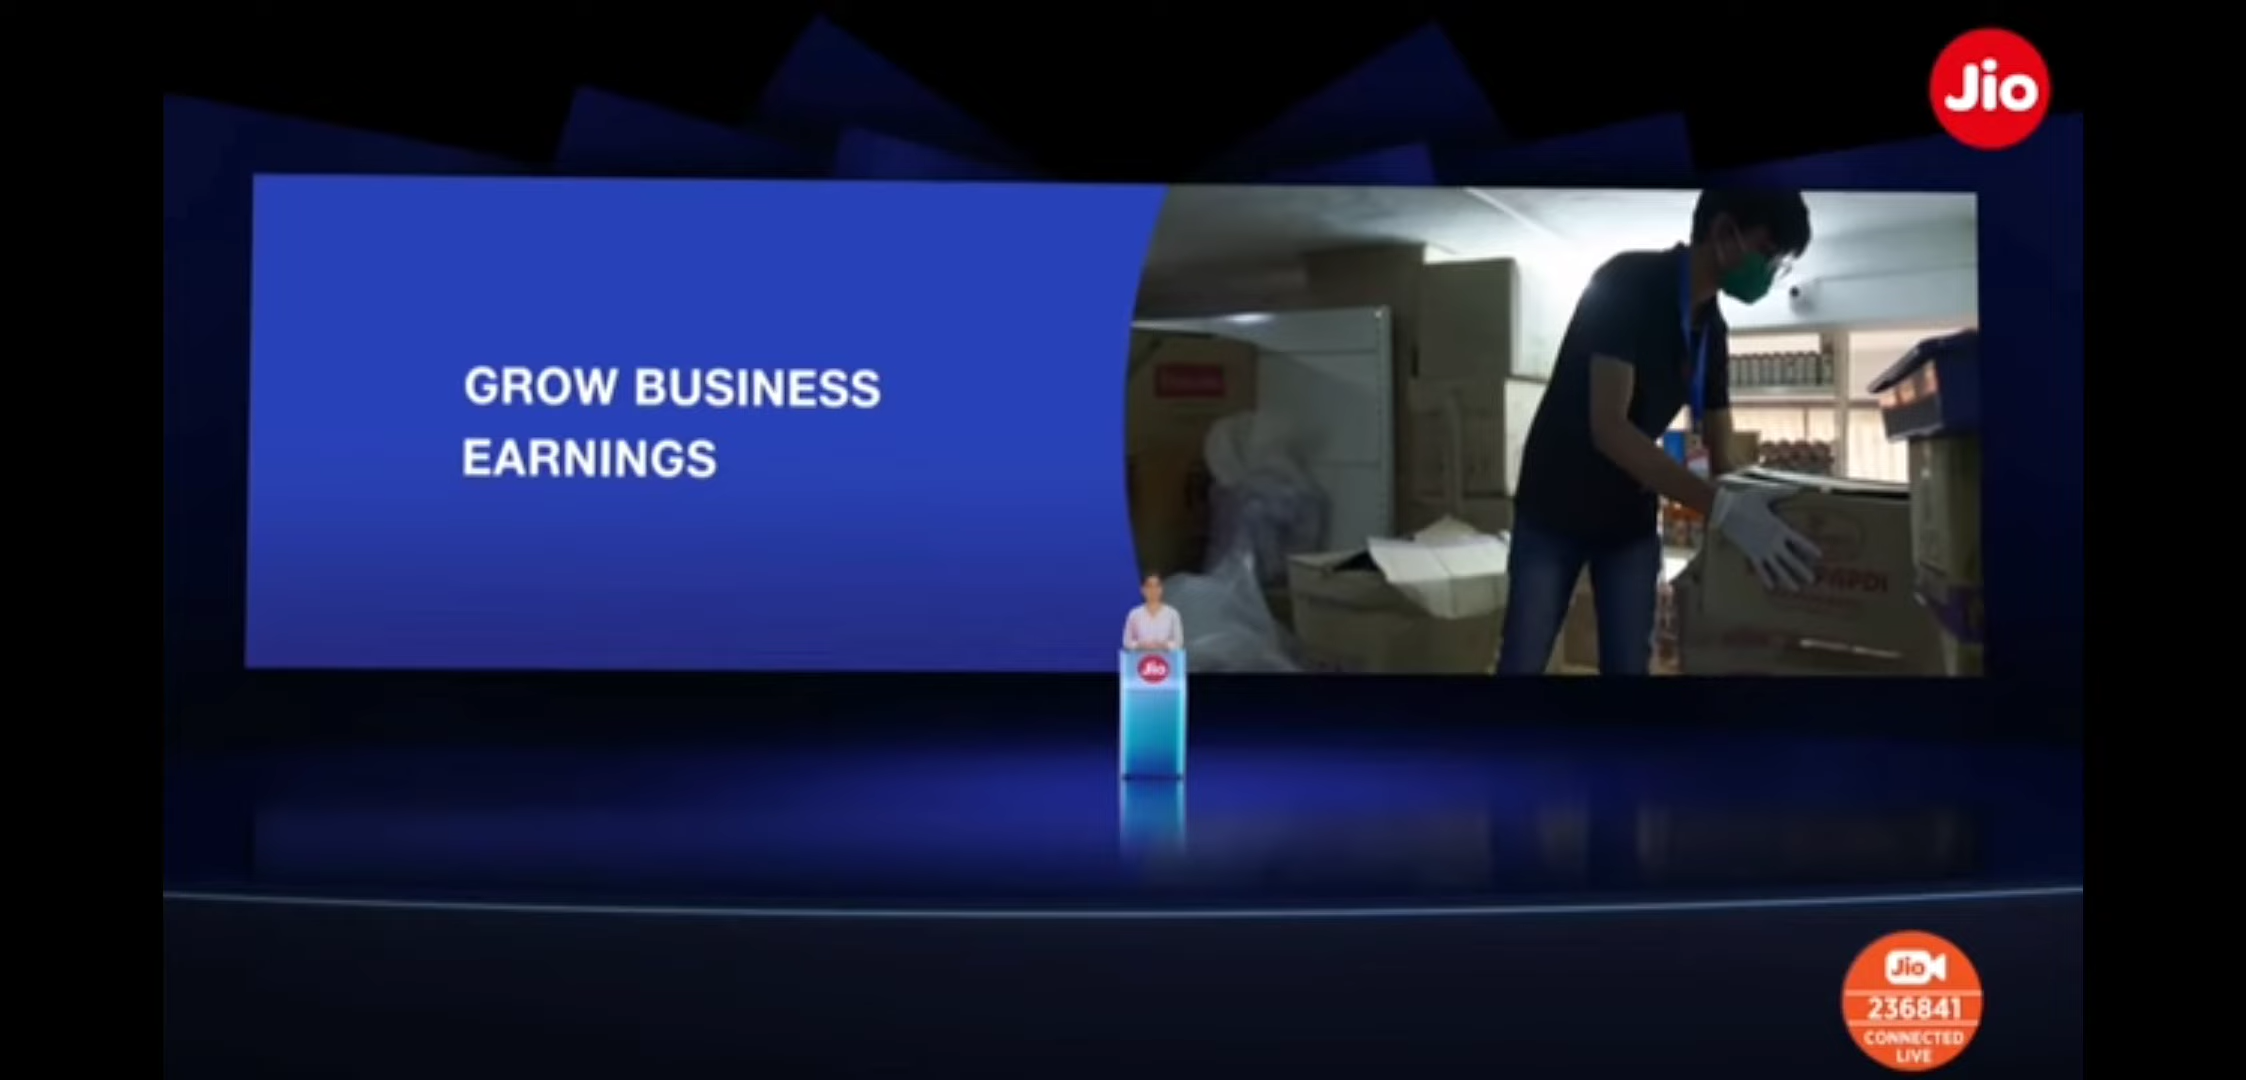 Jio
GROW BUSINESS
EARNINGS
Jio
Jio
236841
CONNECTED
LIVE